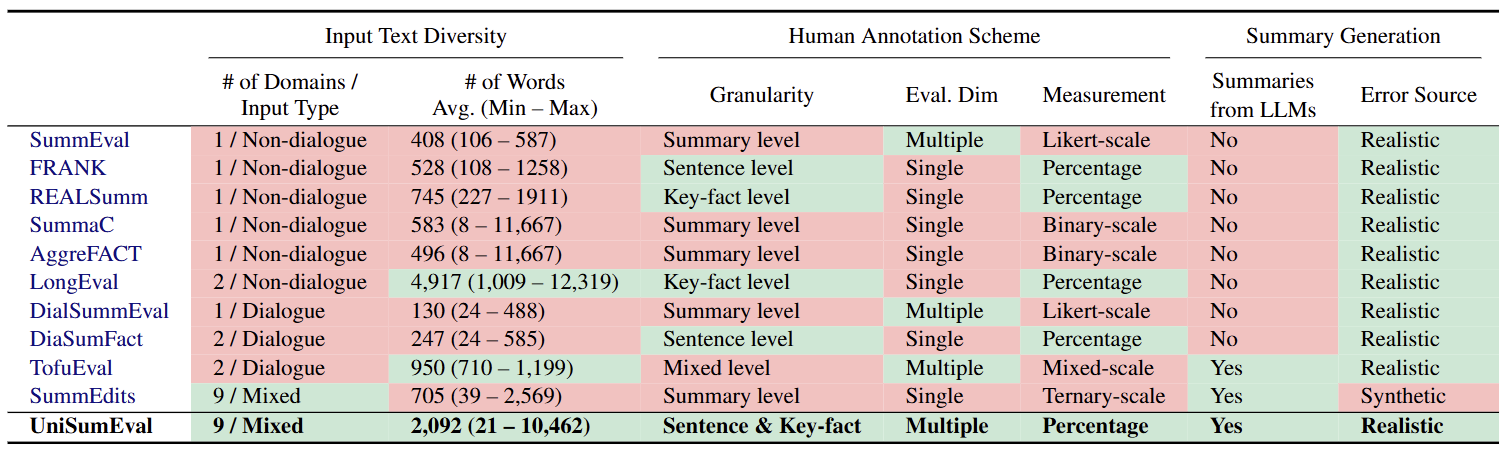 Input Text Diversity Human Annotation Scheme Summary Generation
# of Domains / Input Type # of Words Avg. (Min – Max) Granularity Eval. Dim Measurement Summaries from LLMs Error Source
SummEval 1 / Non-dialogue 408 (106 – 587) Summary level Multiple Likert-scale No Realistic
FRANK 1 / Non-dialogue 528 (108 – 1258) Sentence level Single Percentage No Realistic
REALSumm 1 / Non-dialogue 745 (227 – 1911) Key-fact level Single Percentage No Realistic
SummaC 1 / Non-dialogue 583 (8 – 11,667) Summary level Single Binary-scale No Realistic
AggreFACT 1 / Non-dialogue 496 (8 – 11,667) Summary level Single Binary-scale No Realistic
LongEval 2 / Non-dialogue 4,917 (1,009 – 12,319) Key-fact level Single Percentage No Realistic
DialSummEval 1 / Dialogue 130 (24 – 488) Summary level Multiple Likert-scale No Realistic
DiaSumFact 2 / Dialogue 247 (24 – 585) Sentence level Single Percentage No Realistic
TofuEval 2 / Dialogue 950 (710 – 1,199) Mixed level Multiple Mixed-scale Yes Realistic
SummEdits 9 / Mixed 705 (39 – 2,569) Summary level Single Ternary-scale Yes Synthetic
UniSumEval 9 / Mixed 2,092 (21 – 10,462) Sentence & Key-fact Multiple Percentage Yes Realistic